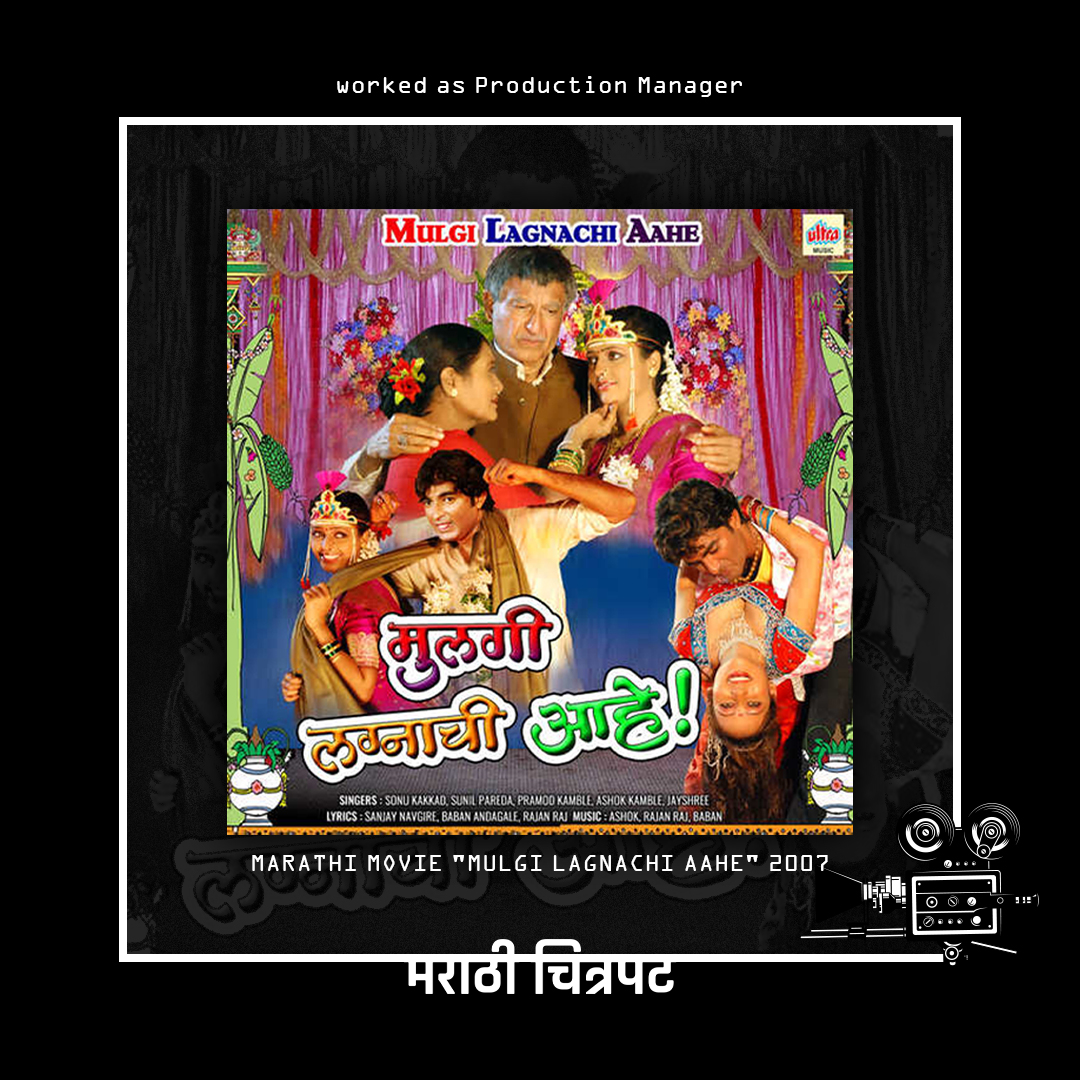 worked as Production Manager
MULGI LAGNACHI AAHE
ultra
MUSIC
मुलगी
लग्नाची आहे!
SINGERS : SONU KAKKAD, SUNIL PAREDA, PRAMOD KAMBLE, ASHOK KAMBLE, JAYSHREE
LYRICS : SANJAY NAVGIRE, BABAN ANDAGALE, RAJAN RAJ MUSIC : ASHOK, RAJAN RAJ, BABAN
MARATHI MOVIE "MULGI LAGNACHI AAHE" 2007
मराठी चित्रपट